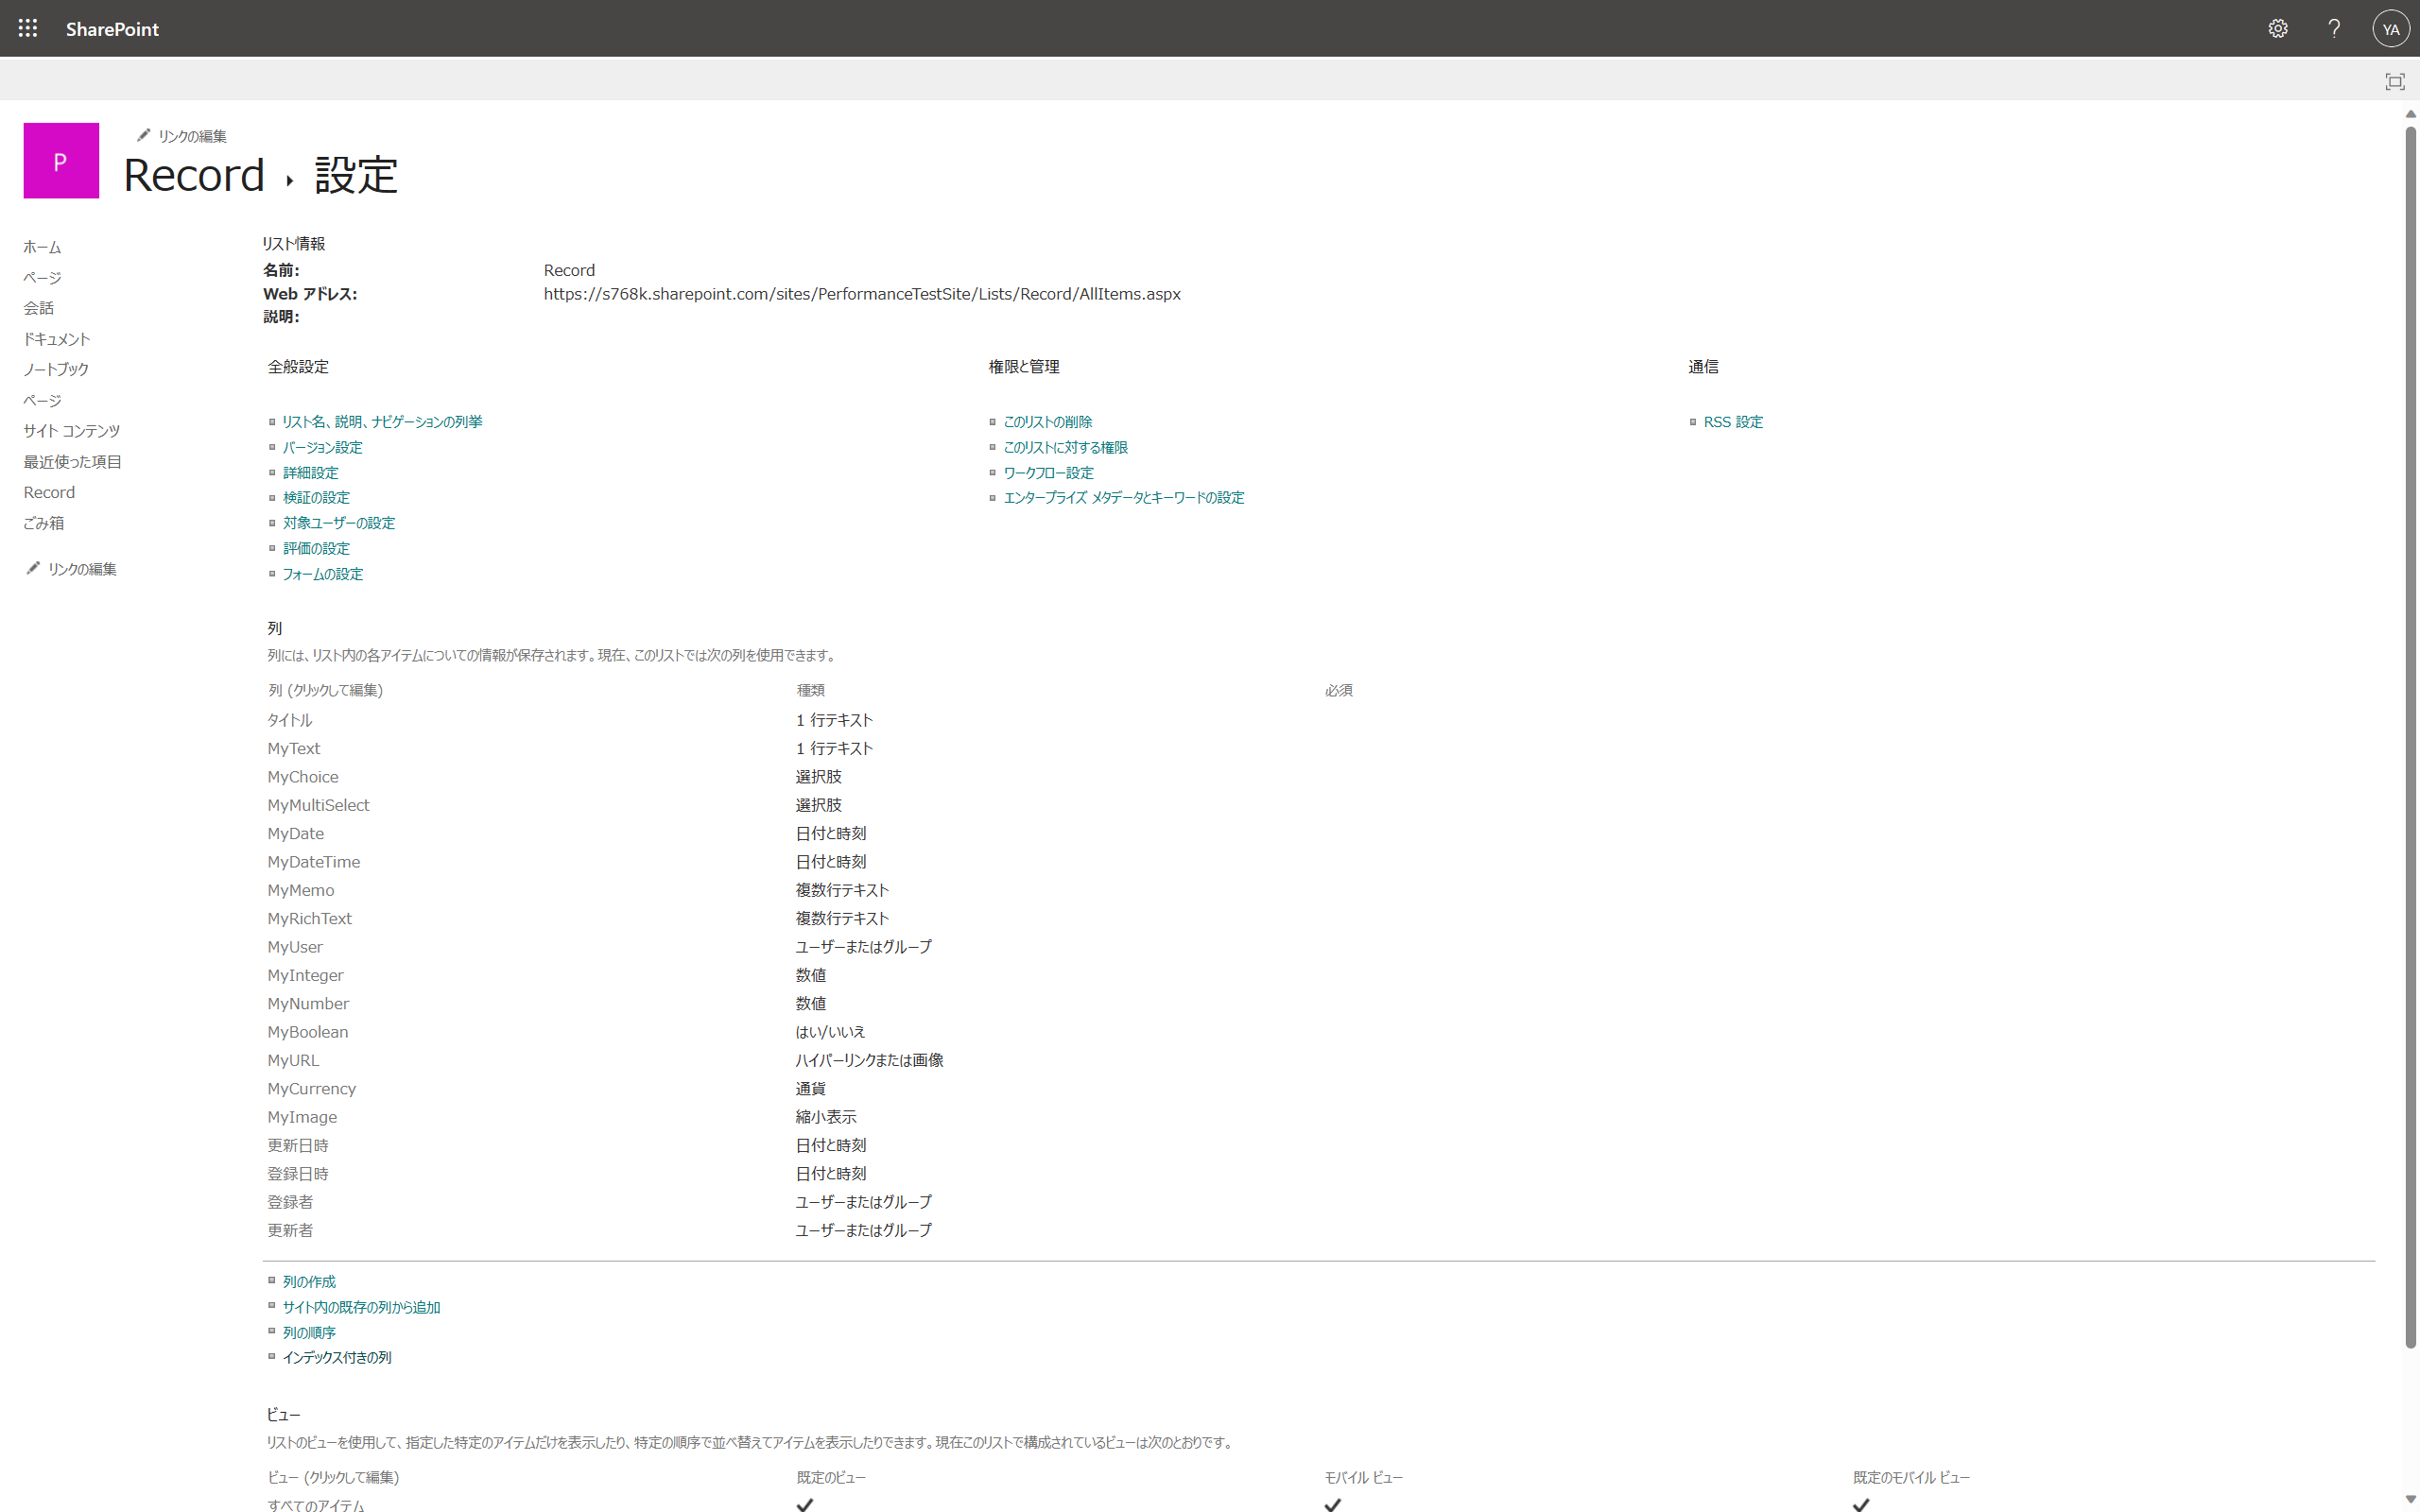 SharePoint
?
YA
P
リンクの編集
Record ▸ 設定
ホーム
ページ
会話
ドキュメント
ノートブック
ページ
サイト コンテンツ
最近使った項目
Record
ごみ箱
リンクの編集
リスト情報
名前: Record
Web アドレス: https://s768k.sharepoint.com/sites/PerformanceTestSite/Lists/Record/AllItems.aspx
説明:
全般設定
リスト名、説明、ナビゲーションの列挙
バージョン設定
詳細設定
検証の設定
対象ユーザーの設定
評価の設定
フォームの設定
権限と管理
このリストの削除
このリストに対する権限
ワークフロー設定
エンタープライズ メタデータとキーワードの設定
通信
RSS 設定
列
列には、リスト内の各アイテムについての情報が保存されます。現在、このリストでは次の列を使用できます。
列 (クリックして編集) 種類 必須
タイトル 1 行テキスト
MyText 1 行テキスト
MyChoice 選択肢
MyMultiSelect 選択肢
MyDate 日付と時刻
MyDateTime 日付と時刻
MyMemo 複数行テキスト
MyRichText 複数行テキスト
MyUser ユーザーまたはグループ
MyInteger 数値
MyNumber 数値
MyBoolean はい/いいえ
MyURL ハイパーリンクまたは画像
MyCurrency 通貨
MyImage 縮小表示
更新日時 日付と時刻
登録日時 日付と時刻
登録者 ユーザーまたはグループ
更新者 ユーザーまたはグループ
列の作成
サイト内の既存の列から追加
列の順序
インデックス付きの列
ビュー
リストのビューを使用して、指定した特定のアイテムだけを表示したり、特定の順序で並べ替えてアイテムを表示したりできます。現在このリストで構成されているビューは次のとおりです。
ビュー (クリックして編集) 既定のビュー モバイル ビュー 既定のモバイル ビュー
すべてのアイテム